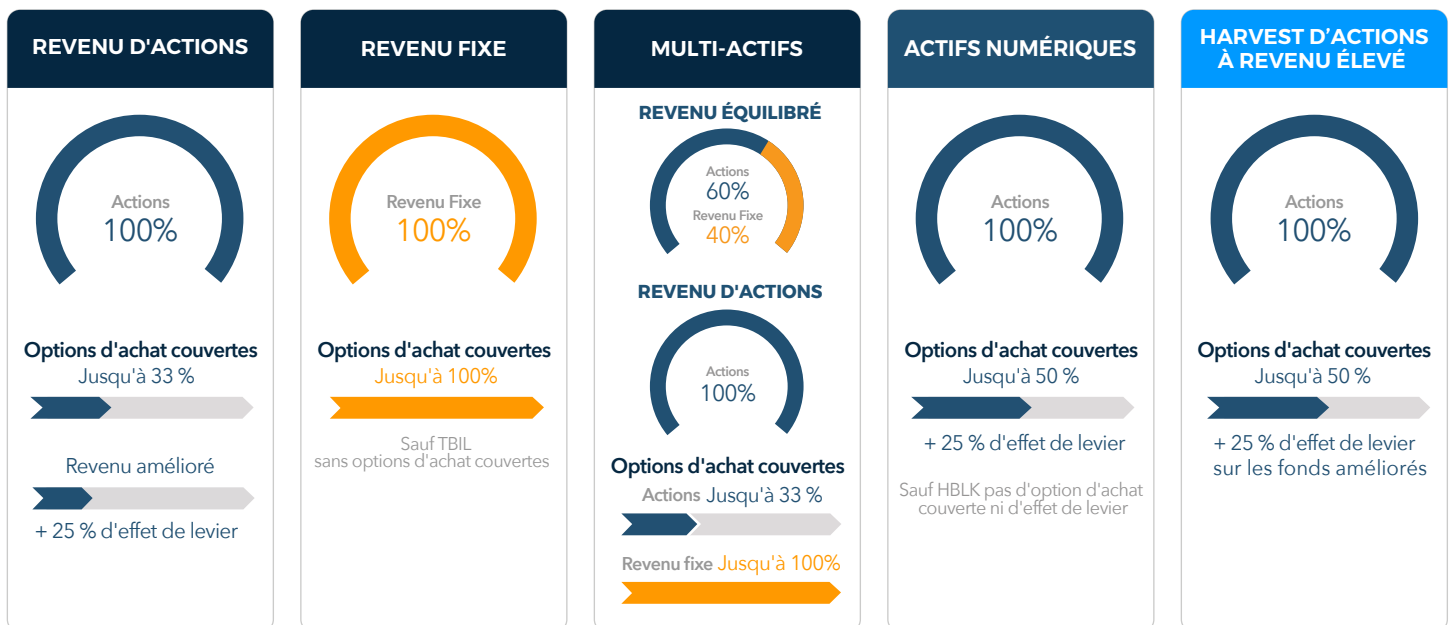 REVENU D'ACTIONS
Actions
100%
Options d'achat couvertes
Jusqu'à 33 %
Revenu amélioré
+ 25 % d'effet de levier
REVENU FIXE
Revenu Fixe
100%
Options d'achat couvertes
Jusqu'à 100%
Sauf TBIL
sans options d'achat couvertes
MULTI-ACTIFS
REVENU ÉQUILIBRÉ
Actions
60%
Revenu Fixe
40%
REVENU D'ACTIONS
Actions
100%
Options d'achat couvertes
Actions Jusqu'à 33 %
Revenu fixe Jusqu'à 100%
ACTIFS NUMÉRIQUES
Actions
100%
Options d'achat couvertes
Jusqu'à 50 %
+ 25 % d'effet de levier
Sauf HBLK pas d'option d'achat
couverte ni d'effet de levier
HARVEST D’ACTIONS
À REVENU ÉLEVÉ
Actions
100%
Options d'achat couvertes
Jusqu'à 50 %
+ 25 % d'effet de levier
sur les fonds améliorés